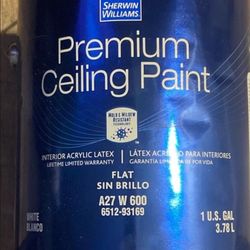 SHERWIN
WILLIAMS
Premium
Ceiling Paint
MOLD & MILDEW
RESISTANT
TECHNOLOGY
INTERIOR ACRYLIC LATEX
LIFETIME LIMITED WARRANTY
LÁTEX ACRÍLICO PARA INTERIORES
GARANTÍA LIMITADA DE POR VIDA
FLAT
SIN BRILLO
A27 W 600
6512-93169
WHITE
BLANCO
1 U.S. GAL
3.78 L